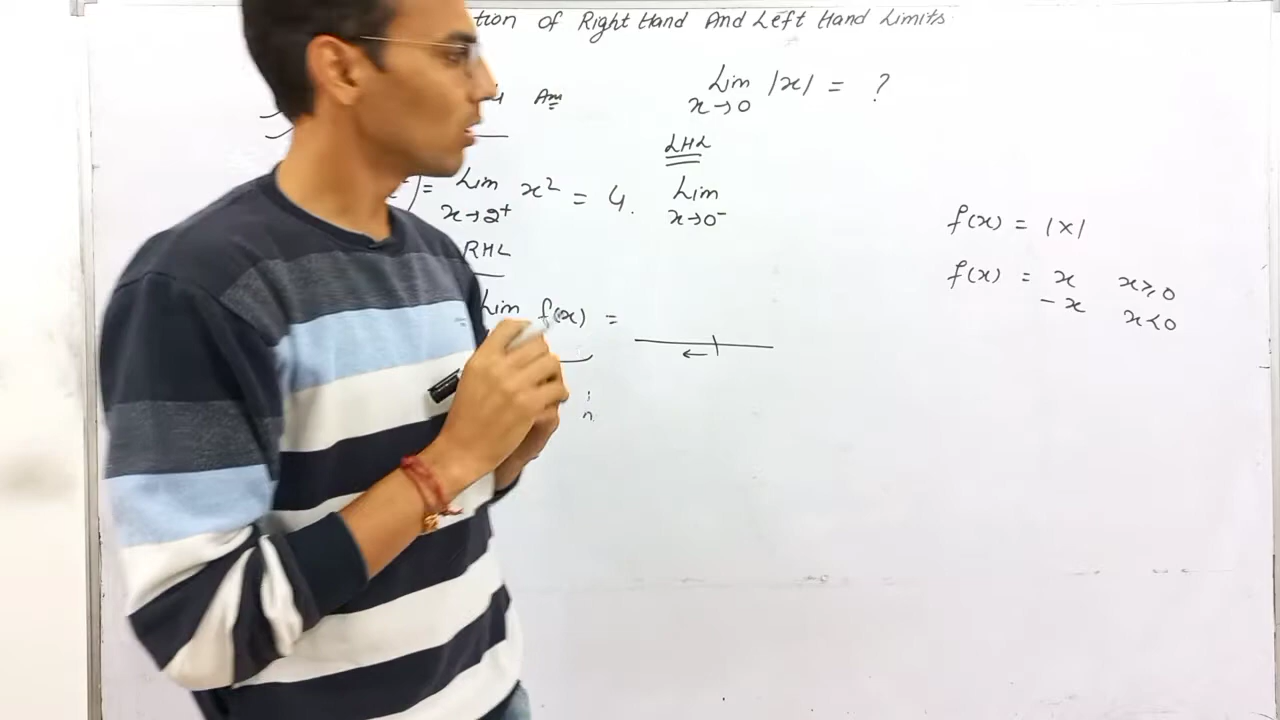 of Right Hand And Left Hand Limits
Ans
= Lim x² = 4.
x→2⁺
RHL
Lim f(x) =
Lim |x| = ?
x→0
LHL
Lim
x→0⁻
f(x) = |x|
f(x) = x x≥0
-x x<0